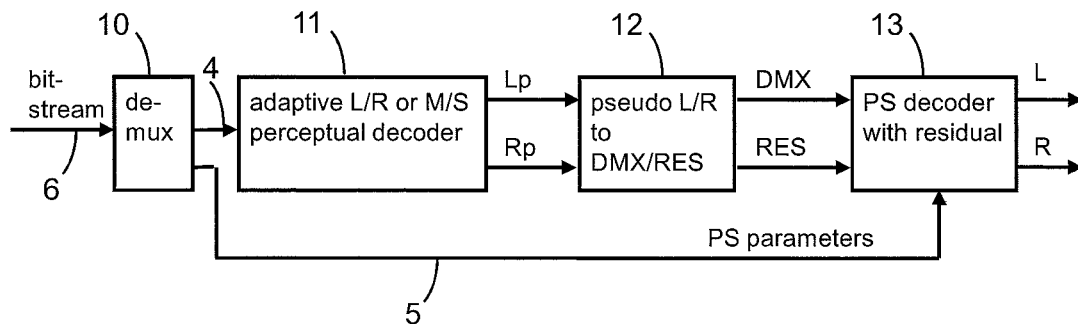 10
11
12
13
bit-
stream
4
de-
mux
adaptive L/R or M/S
perceptual decoder
Lp
Rp
pseudo L/R
to
DMX/RES
DMX
RES
PS decoder
with residual
L
R
6
PS parameters
5